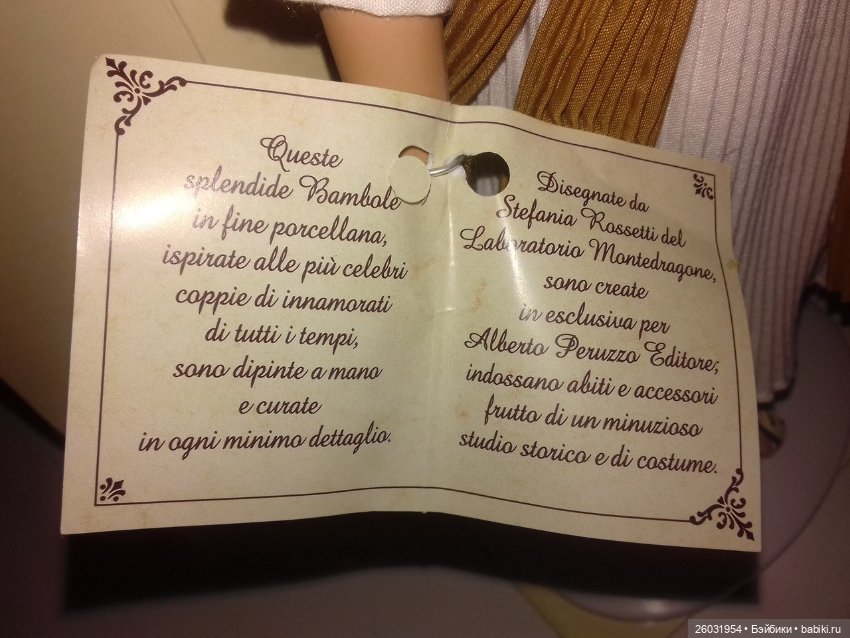 Queste
splendide Bambole
in fine porcellana,
ispirate alle più celebri
coppie di innamorati
di tutti i tempi,
sono dipinte a mano
e curate
in ogni minimo dettaglio.
Disegnate da
Stefania Rossetti del
Laboratorio Montedragone,
sono create
in esclusiva per
Alberto Peruzzo Editore;
indossano abiti e accessori
frutto di un minuzioso
studio storico e di costume.
26031954 • Бэйбики • babiki.ru